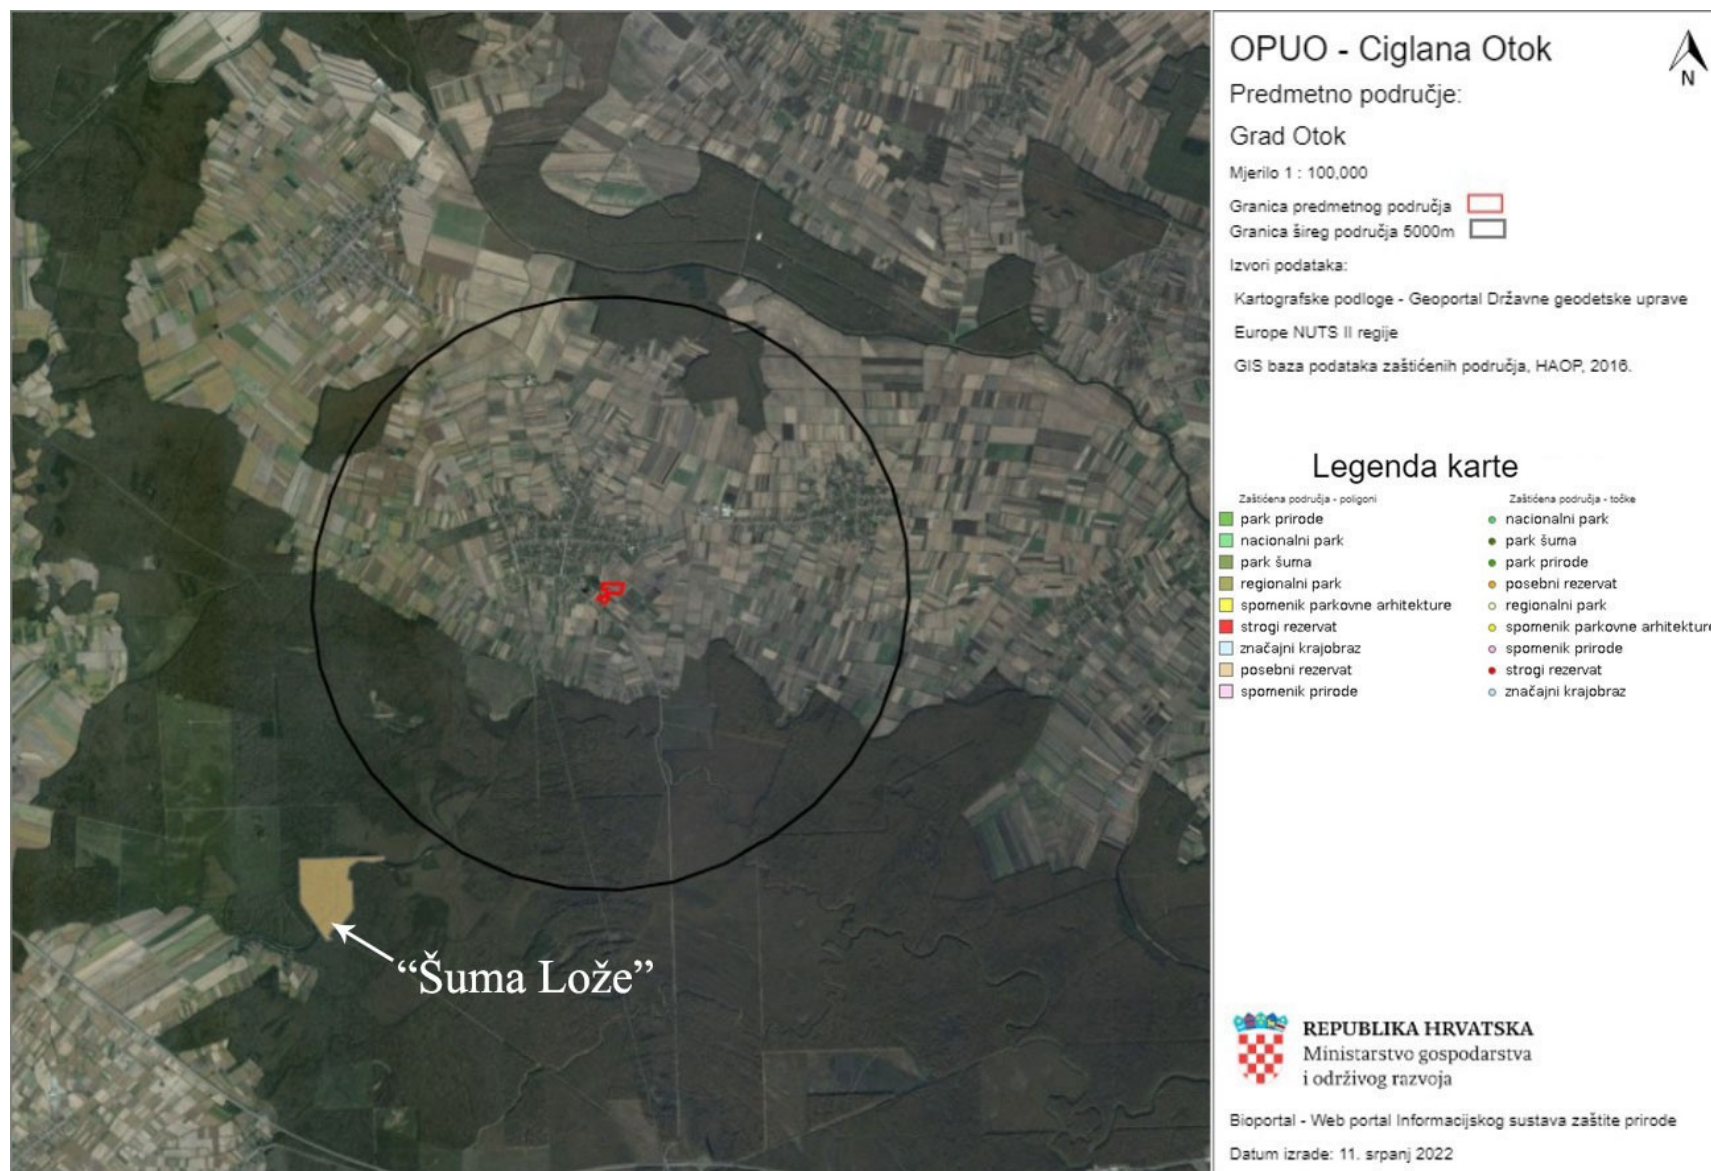 OPUO - Ciglana Otok
N
Predmetno područje:
Grad Otok
Mjerilo 1 : 100,000
Granica predmetnog područja
Granica šireg područja 5000m
Izvori podataka:
Kartografske podloge - Geoportal Državne geodetske uprave
Europe NUTS II regije
GIS baza podataka zaštićenih područja, HAOP, 2016.
Legenda karte
Zaštićena područja - poligoni
park prirode
nacionalni park
park šuma
regionalni park
spomenik parkovne arhitekture
strogi rezervat
značajni krajobraz
posebni rezervat
spomenik prirode
Zaštićena područja - točke
nacionalni park
park šuma
park prirode
posebni rezervat
regionalni park
spomenik parkovne arhitekture
spomenik prirode
strogi rezervat
značajni krajobraz
“Šuma Lože”
REPUBLIKA HRVATSKA
Ministarstvo gospodarstva
i održivog razvoja
Bioportal - Web portal Informacijskog sustava zaštite prirode
Datum izrade: 11. srpanj 2022